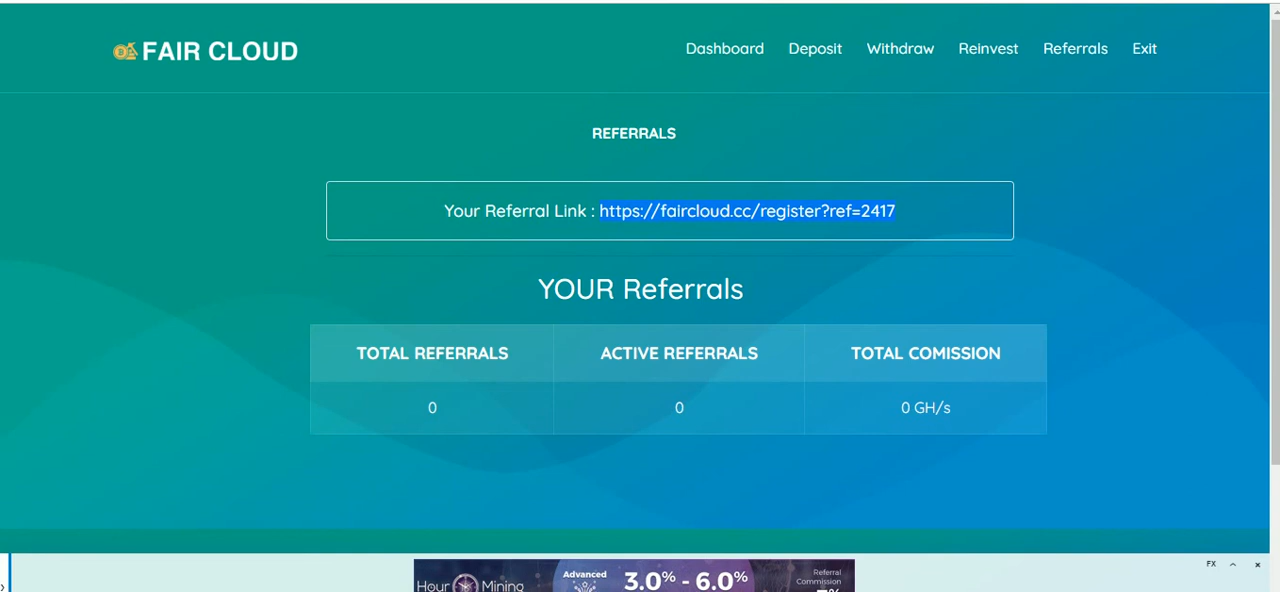 FAIR CLOUD
Dashboard Deposit Withdraw Reinvest Referrals Exit
REFERRALS
Your Referral Link : https://faircloud.cc/register?ref=2417
YOUR Referrals
TOTAL REFERRALS ACTIVE REFERRALS TOTAL COMISSION
0 0 0 GH/s
FX
Hour Mining
Advanced
3.0% - 6.0%
Referral
Commission